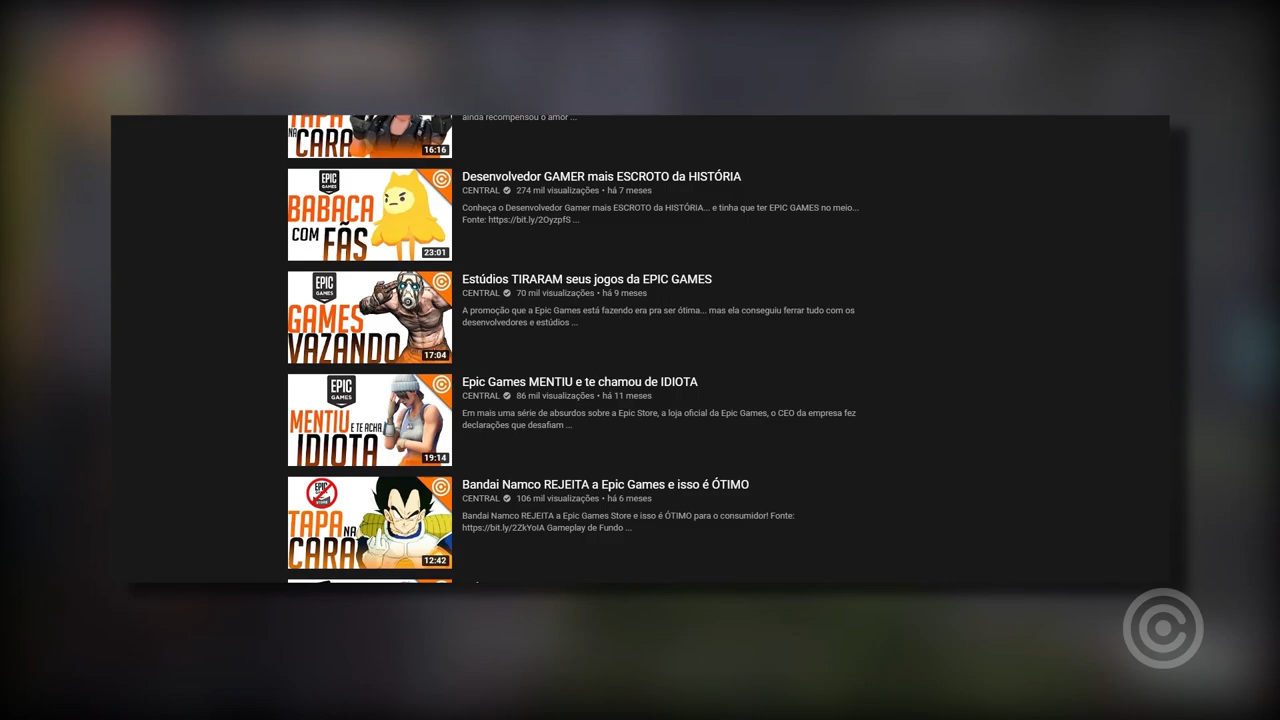 TAPA
NA
CARA
16:16
ainda recompensou o amor ...
EPIC
GAMES
BABACA
COM FÃS
23:01
Desenvolvedor GAMER mais ESCROTO da HISTÓRIA
CENTRAL 274 mil visualizações • há 7 meses
Conheça o Desenvolvedor Gamer mais ESCROTO da HISTÓRIA... e tinha que ter EPIC GAMES no meio...
Fonte: https://bit.ly/2OyzpfS ...
EPIC
GAMES
GAMES
VAZANDO
17:04
Estúdios TIRARAM seus jogos da EPIC GAMES
CENTRAL 70 mil visualizações • há 9 meses
A promoção que a Epic Games está fazendo era pra ser ótima... mas ela conseguiu ferrar tudo com os
desenvolvedores e estúdios ...
EPIC
GAMES
MENTIU E TE ACHA
IDIOTA
19:14
Epic Games MENTIU e te chamou de IDIOTA
CENTRAL 86 mil visualizações • há 11 meses
Em mais uma série de absurdos sobre a Epic Store, a loja oficial da Epic Games, o CEO da empresa fez
declarações que desafiam ...
EPIC
TAPA NA
CARA
12:42
Bandai Namco REJEITA a Epic Games e isso é ÓTIMO
CENTRAL 106 mil visualizações • há 6 meses
Bandai Namco REJEITA a Epic Games Store e isso é ÓTIMO para o consumidor! Fonte:
https://bit.ly/2ZkYoIA Gameplay de Fundo ...